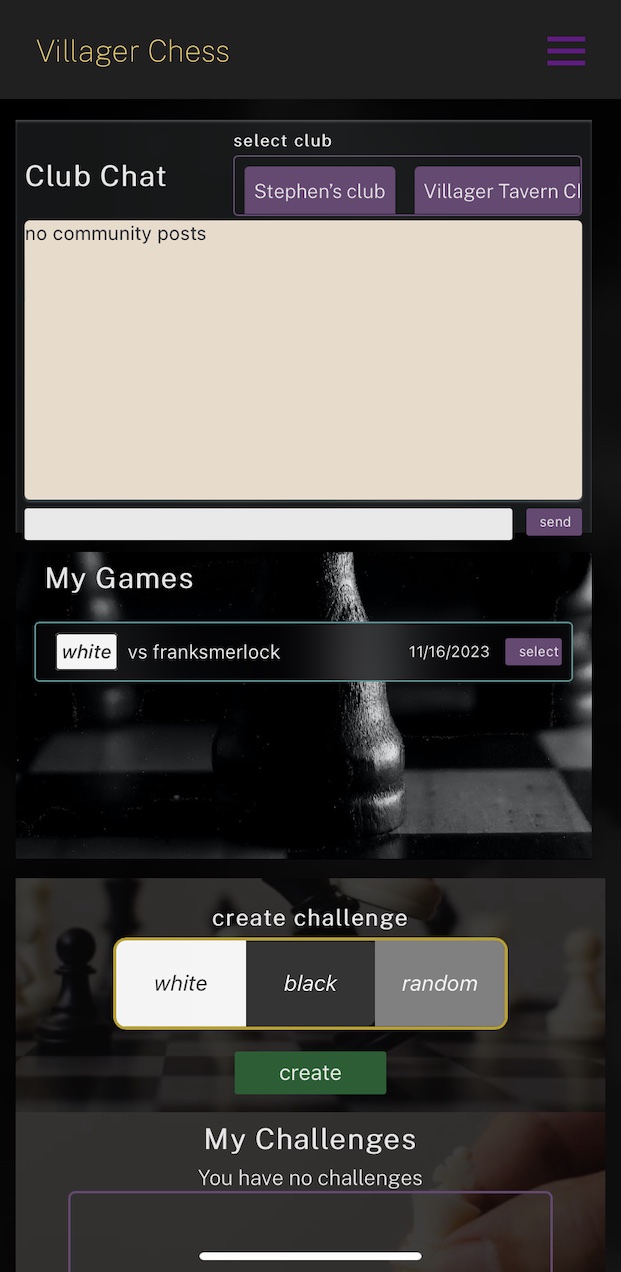 Villager Chess
select club
Club Chat
Stephen’s club
Villager Tavern Cl
no community posts
send
My Games
white vs franksmerlock 11/16/2023 select
create challenge
white black random
create
My Challenges
You have no challenges